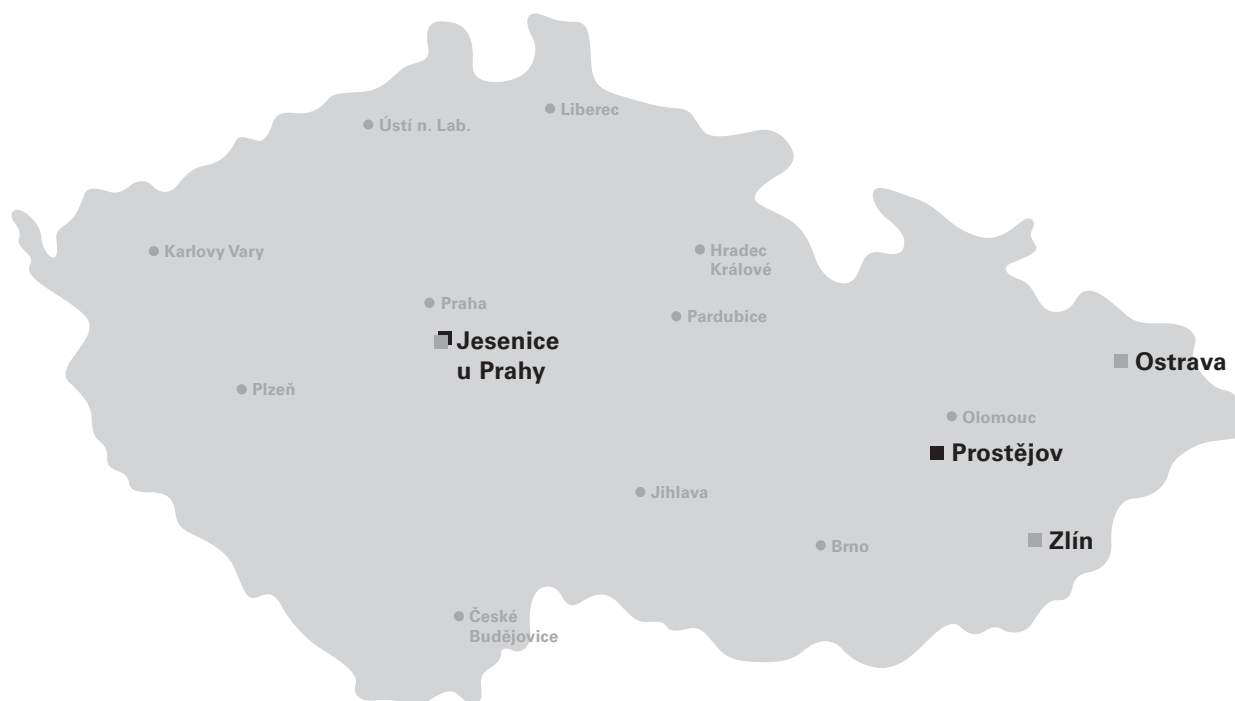 Liberec
Ústí n. Lab.
Karlovy Vary
Hradec
Králové
Praha
Pardubice
Jesenice
u Prahy
Ostrava
Plzeň
Olomouc
Prostějov
Jihlava
Zlín
Brno
České
Budějovice